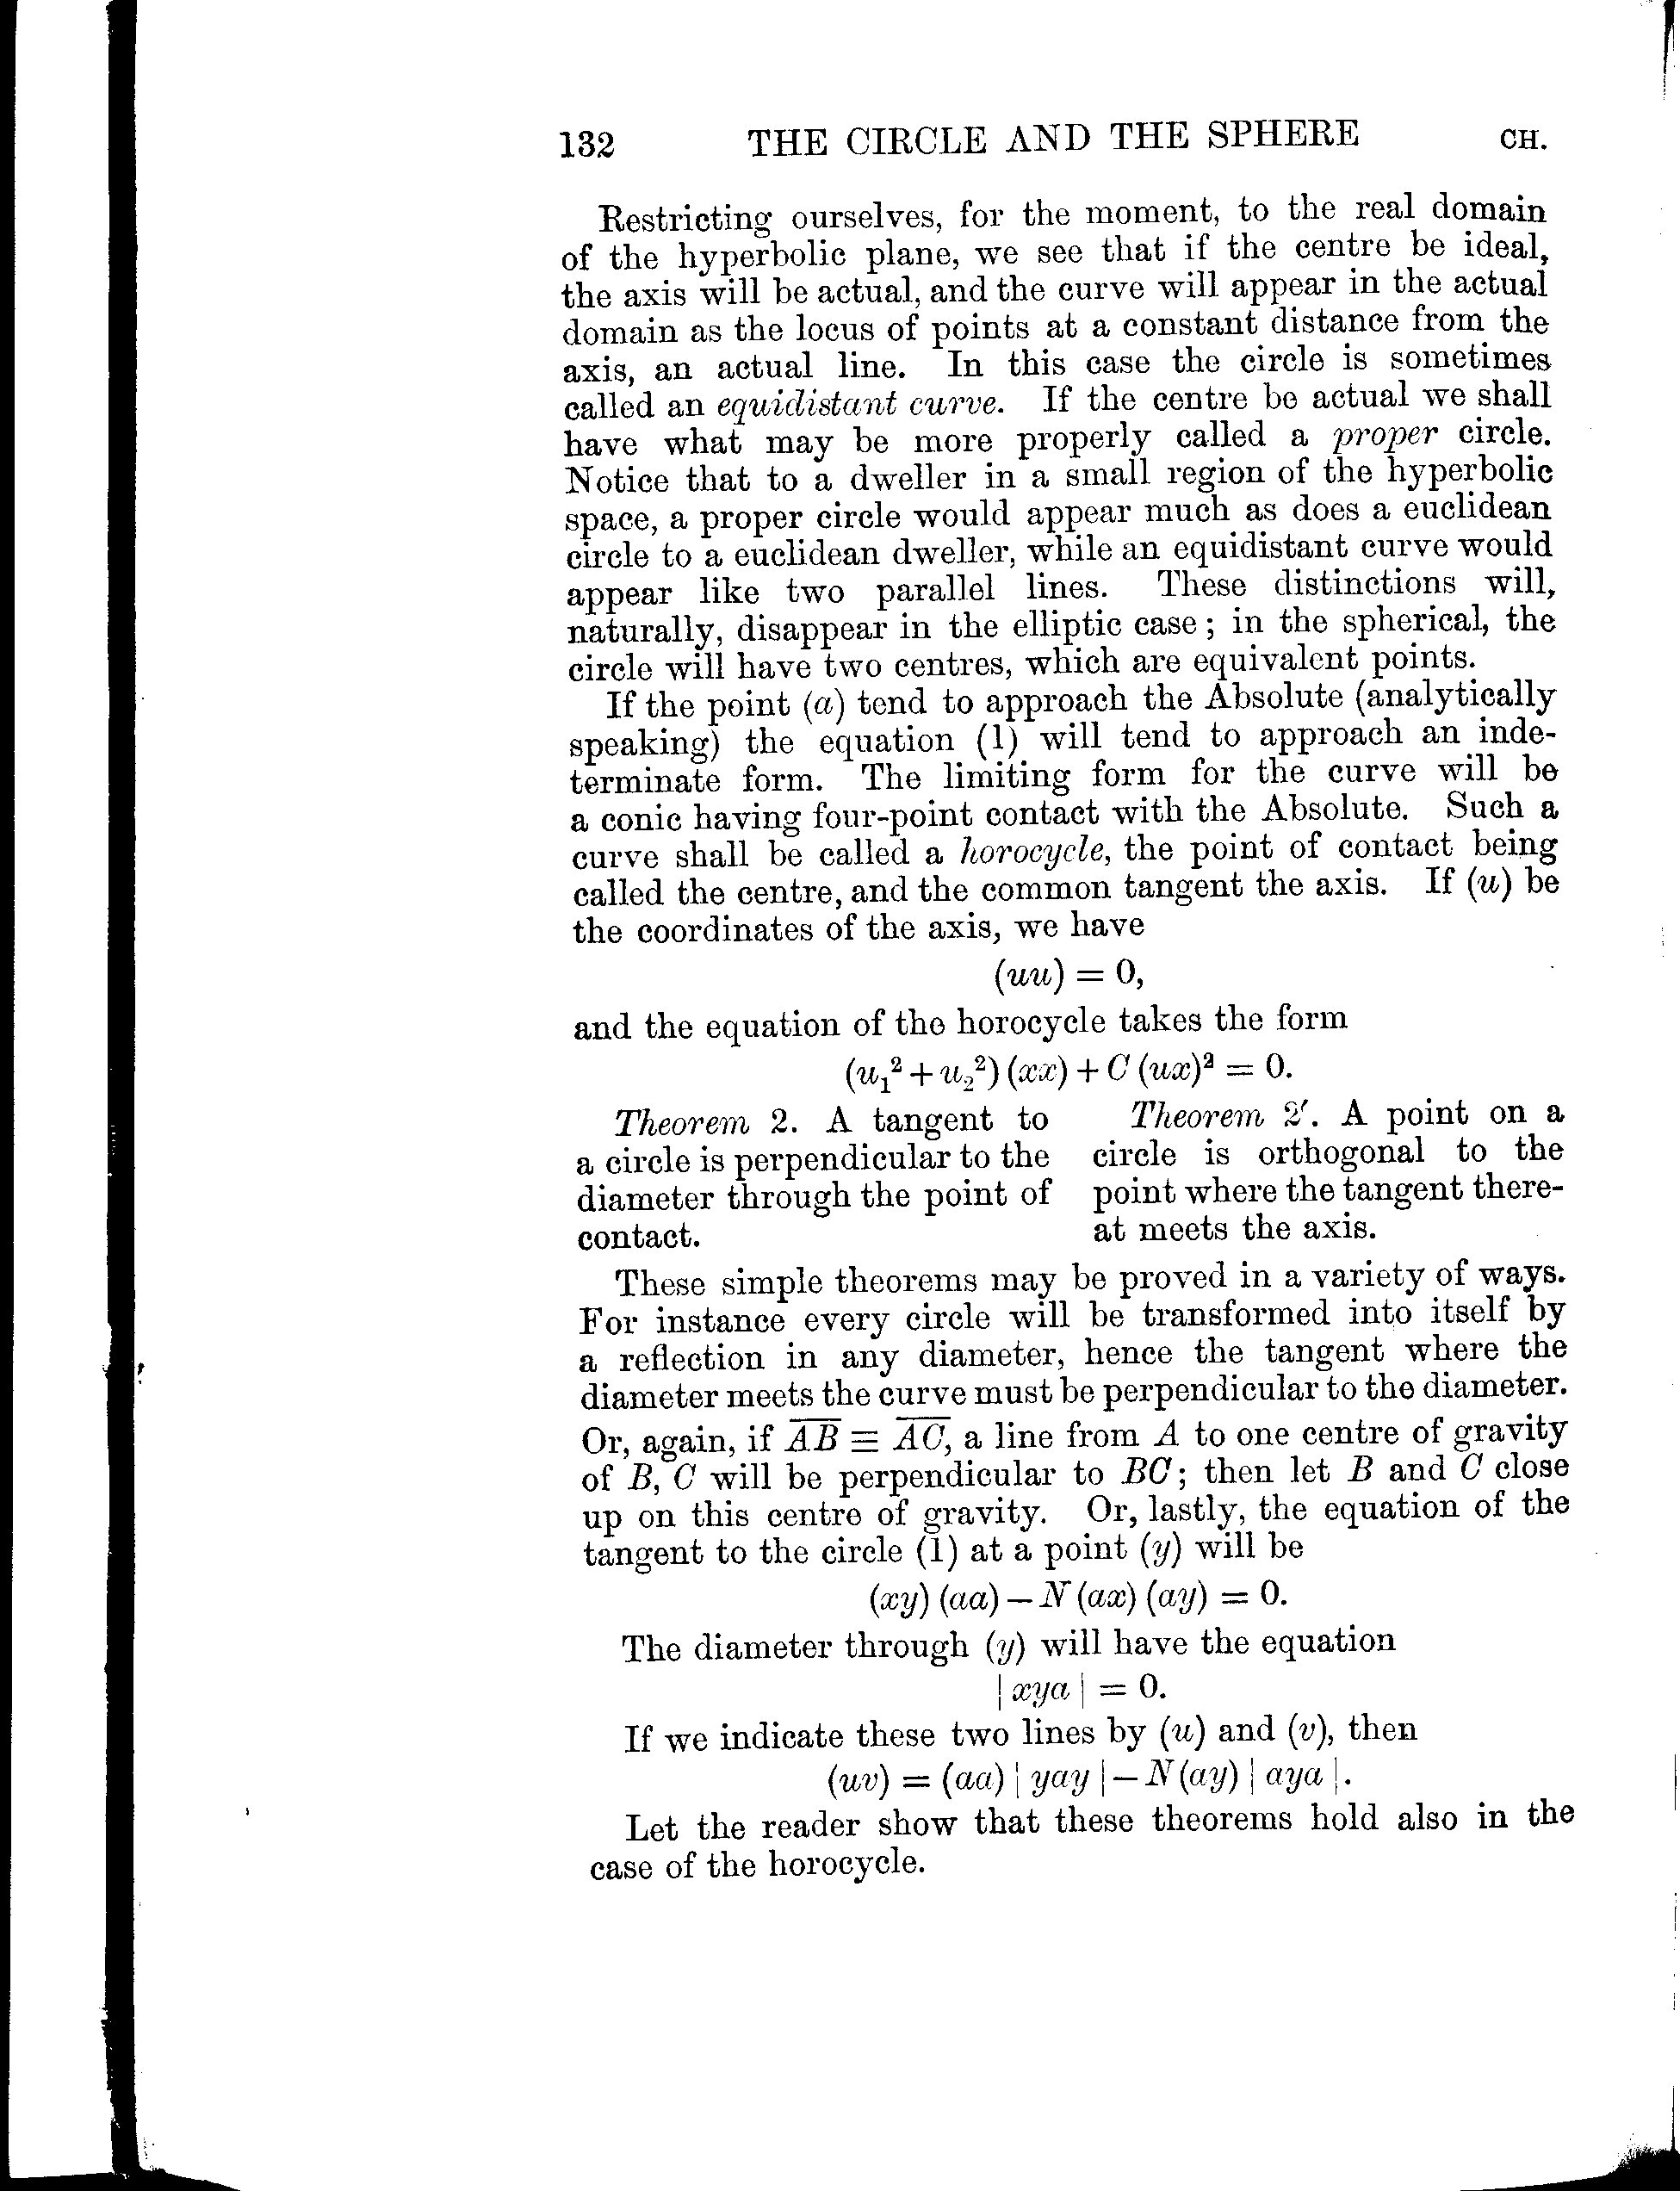 132 THE CIRCLE AND THE SPHERE CH.
Restricting ourselves, for the moment, to the real domain
of the hyperbolic plane, we see that if the centre be ideal,
the axis will be actual, and the curve will appear in the actual
domain as the locus of points at a constant distance from the
axis, an actual line. In this case the circle is sometimes
called an equidistant curve. If the centre be actual we shall
have what may be more properly called a proper circle.
Notice that to a dweller in a small region of the hyperbolic
space, a proper circle would appear much as does a euclidean
circle to a euclidean dweller, while an equidistant curve would
appear like two parallel lines. These distinctions will,
naturally, disappear in the elliptic case; in the spherical, the
circle will have two centres, which are equivalent points.
If the point (a) tend to approach the Absolute (analytically
speaking) the equation (1) will tend to approach an inde-
terminate form. The limiting form for the curve will be
a conic having four-point contact with the Absolute. Such a
curve shall be called a horocycle, the point of contact being
called the centre, and the common tangent the axis. If (u) be
the coordinates of the axis, we have
(uu) = 0,
and the equation of the horocycle takes the form
(u₁² + u₂²) (xx) + C (ux)² = 0.
Theorem 2. A tangent to
a circle is perpendicular to the
diameter through the point of
contact.
Theorem 2′. A point on a
circle is orthogonal to the
point where the tangent there-
at meets the axis.
These simple theorems may be proved in a variety of ways.
For instance every circle will be transformed into itself by
a reflection in any diameter, hence the tangent where the
diameter meets the curve must be perpendicular to the diameter.
Or, again, if A̅B̅ ≡ A̅C̅, a line from A to one centre of gravity
of B, C will be perpendicular to BC; then let B and C close
up on this centre of gravity. Or, lastly, the equation of the
tangent to the circle (1) at a point (y) will be
(xy) (aa) – N (ax) (ay) = 0.
The diameter through (y) will have the equation
| xya | = 0.
If we indicate these two lines by (u) and (v), then
(uv) = (aa) | yay | – N (ay) | aya |.
Let the reader show that these theorems hold also in the
case of the horocycle.